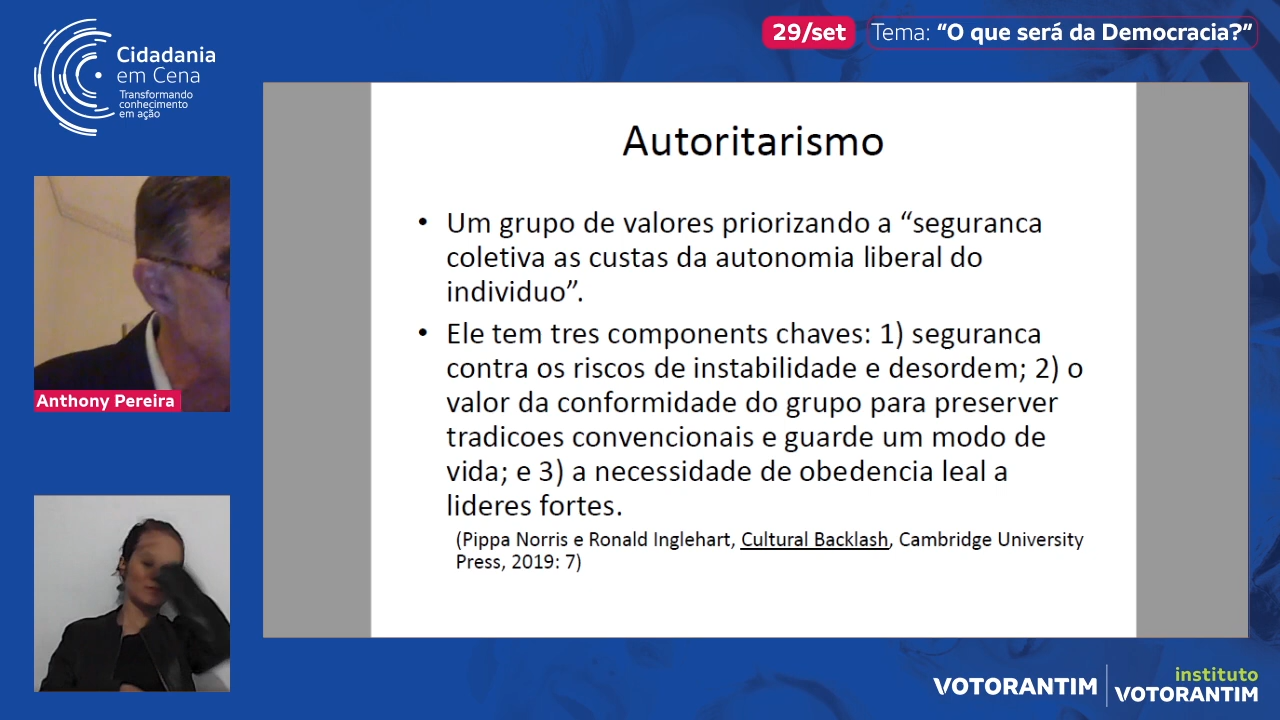 Cidadania
em Cena
Transformando
conhecimento
em ação
29/set
Tema: “O que será da Democracia?”
Autoritarismo
• Um grupo de valores priorizando a “seguranca
coletiva as custas da autonomia liberal do
individuo”.
• Ele tem tres components chaves: 1) seguranca
contra os riscos de instabilidade e desordem; 2) o
valor da conformidade do grupo para preserver
tradicoes convencionais e guarde um modo de
vida; e 3) a necessidade de obedencia leal a
lideres fortes.
(Pippa Norris e Ronald Inglehart, Cultural Backlash, Cambridge University
Press, 2019: 7)
Anthony Pereira
VOTORANTIM
instituto
VOTORANTIM